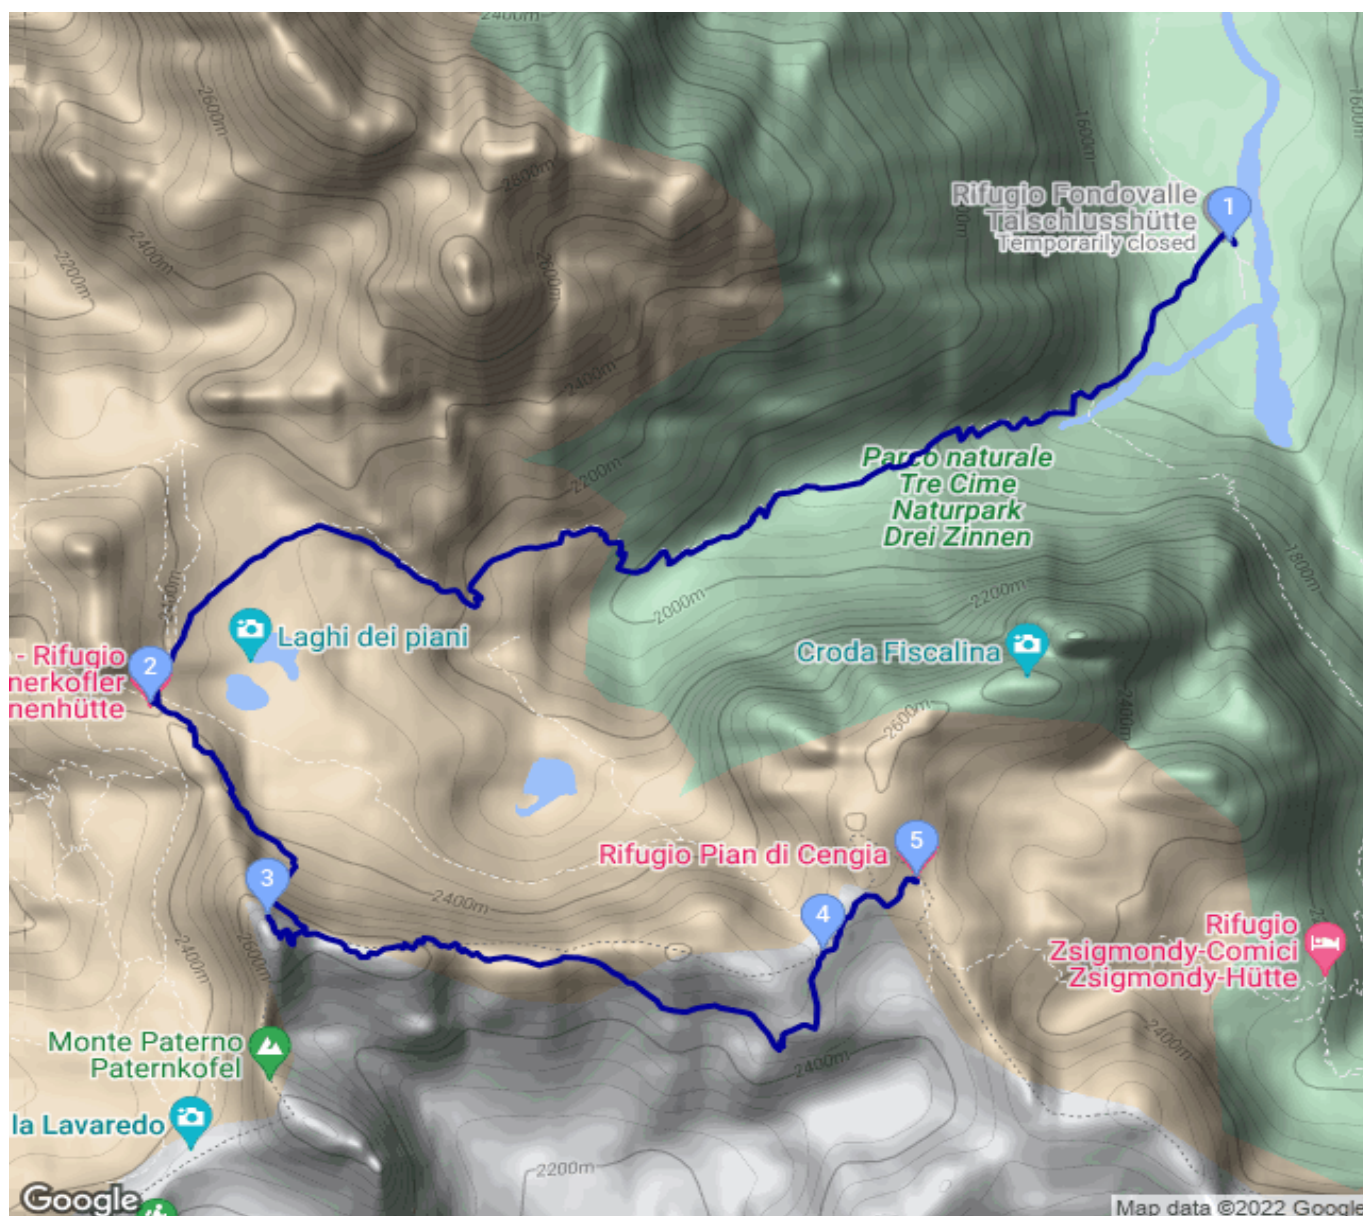 2400m
2600m
1600m
1600m
2800m
Rifugio Fondovalle
Talschlusshütte
Temporarily closed
1
2400m
2200m
2600m
2400m
Parco naturale
Tre Cime
Naturpark
Drei Zinnen
2200m
1800m
2000m
2200m
2400m
Laghi dei piani
Croda Fiscalina
- Rifugio
nerkofler
nenhütte
2
2400m
2600m
Rifugio Pian di Cengia
5
3
4
2400m
2400m
2600m
Rifugio
Zsigmondy-Comici
Zsigmondy-Hütte
Monte Paterno
Paternkofel
2400m
2400m
la Lavaredo
2200m
Google
Map data ©2022 Google